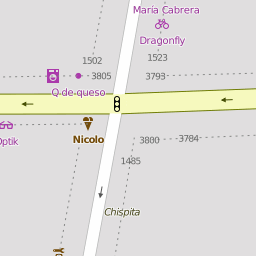 María Cabrera
Dragonfly
1502
1523
3805
3793
Q de queso
Optik
Nicolo
3800
3784
1485
Chispita